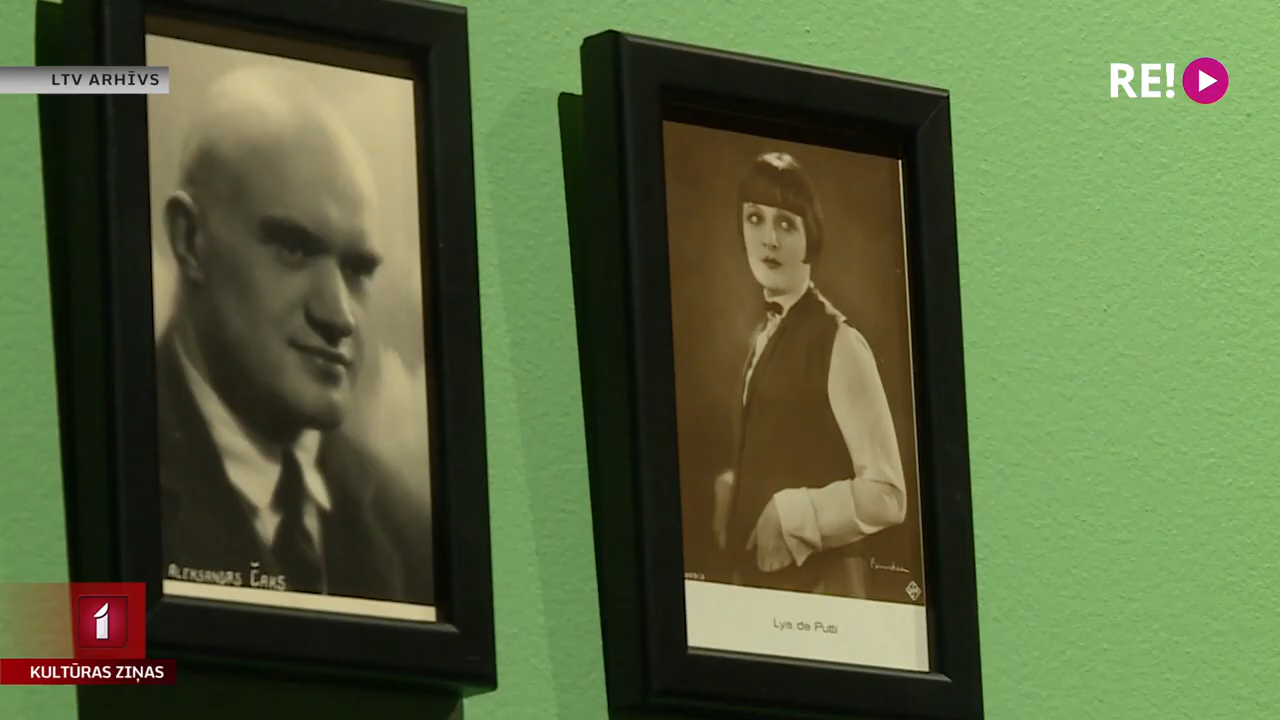 LTV ARHĪVS
RE!
ALEKSANDRS ČAKS
Lya de Putti
1
KULTŪRAS ZIŅAS